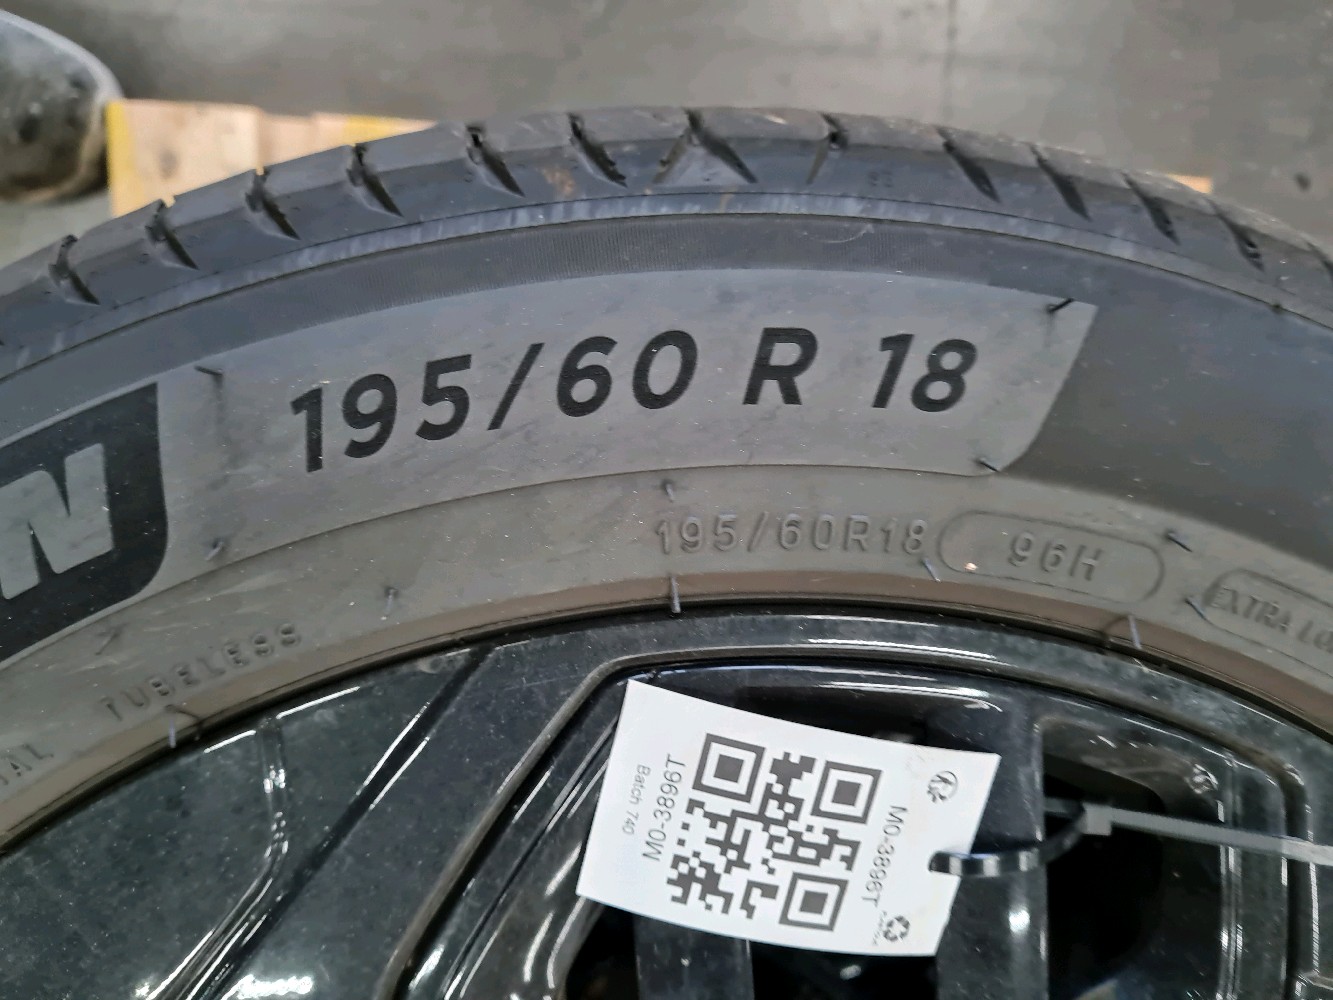 195/60 R 18
N
195/60R18 96H
EXTRA LO
TUBELESS
M0-3896T
Batch 740
M0-3896T